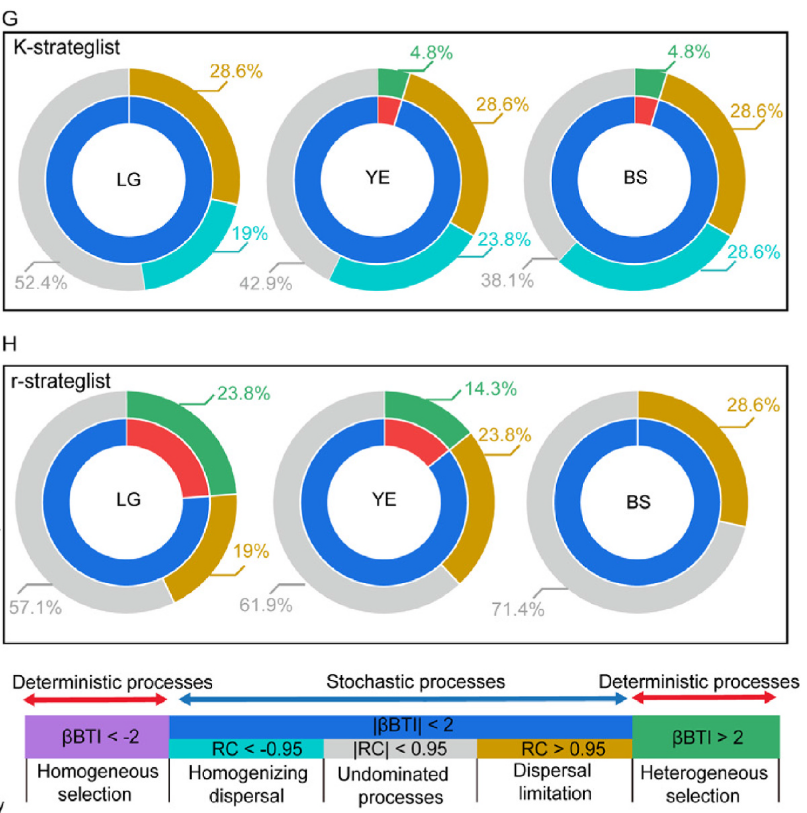 G
K-strateglist
28.6%
LG
19%
52.4%
4.8%
28.6%
YE
23.8%
42.9%
4.8%
28.6%
BS
28.6%
38.1%
H
r-strateglist
23.8%
LG
19%
57.1%
14.3%
23.8%
YE
61.9%
28.6%
BS
71.4%
Deterministic processes
Stochastic processes
Deterministic processes
βBTI < -2
|βBTI| < 2
βBTI > 2
RC < -0.95
|RC| < 0.95
RC > 0.95
Homogeneous
selection
Homogenizing
dispersal
Undominated
processes
Dispersal
limitation
Heterogeneous
selection